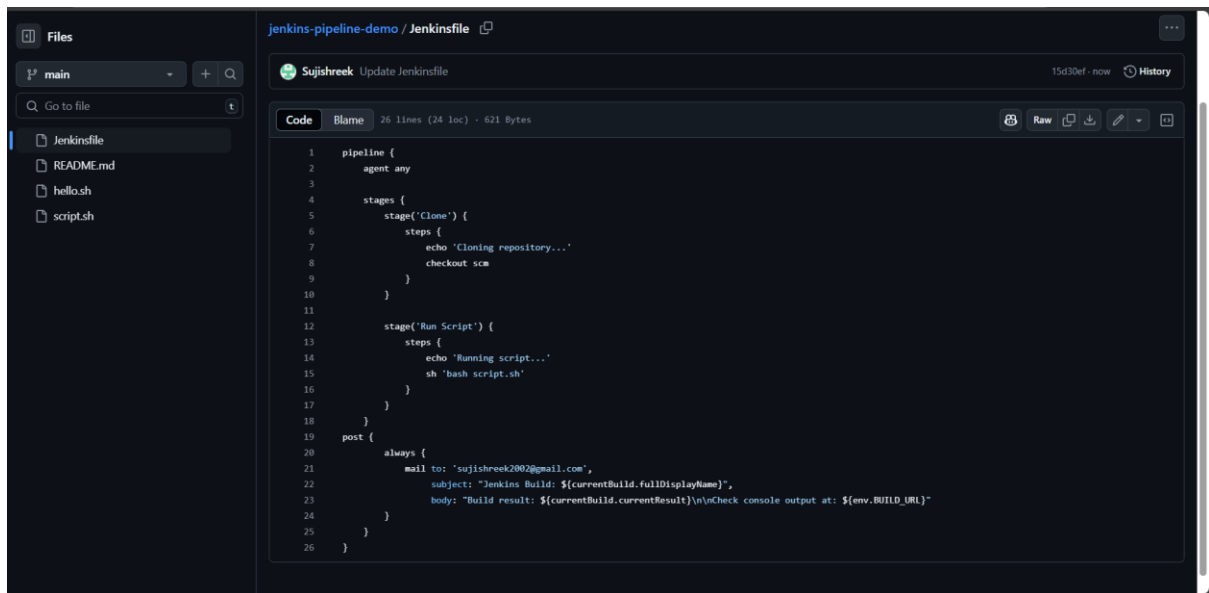 Files
main
Go to file
t
Jenkinsfile
README.md
hello.sh
script.sh
jenkins-pipeline-demo / Jenkinsfile
Sujishreek Update Jenkinsfile
15d30ef · now
History
Code
Blame
26 lines (24 loc) · 621 Bytes
Raw
1 pipeline {
2     agent any
3
4     stages {
5         stage('Clone') {
6             steps {
7                 echo 'Cloning repository...'
8                 checkout scm
9             }
10         }
11
12         stage('Run Script') {
13             steps {
14                 echo 'Running script...'
15                 sh 'bash script.sh'
16             }
17         }
18     }
19 post {
20         always {
21             mail to: 'sujishreek2002@gmail.com',
22                  subject: "Jenkins Build: ${currentBuild.fullDisplayName}",
23                  body: "Build result: ${currentBuild.currentResult}\n\nCheck console output at: ${env.BUILD_URL}"
24         }
25     }
26 }